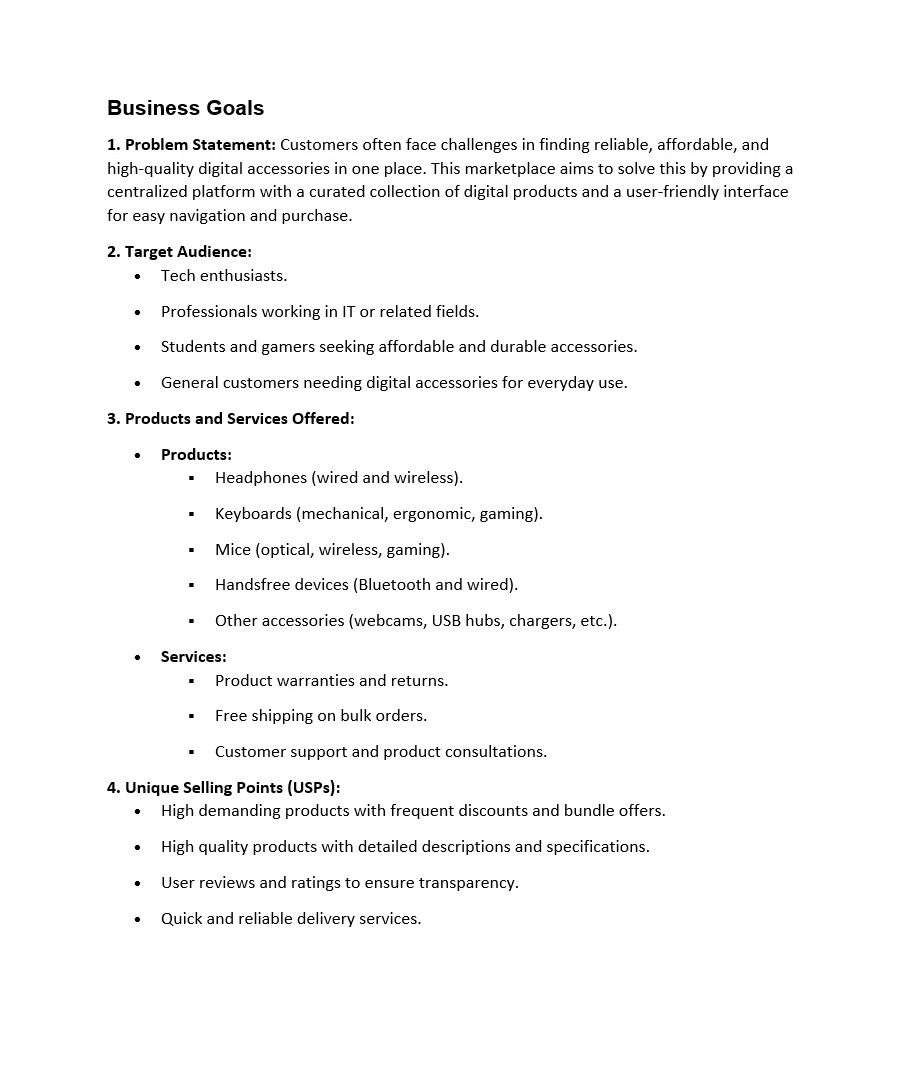 Business Goals
1. Problem Statement: Customers often face challenges in finding reliable, affordable, and
high-quality digital accessories in one place. This marketplace aims to solve this by providing a
centralized platform with a curated collection of digital products and a user-friendly interface
for easy navigation and purchase.
2. Target Audience:
• Tech enthusiasts.
• Professionals working in IT or related fields.
• Students and gamers seeking affordable and durable accessories.
• General customers needing digital accessories for everyday use.
3. Products and Services Offered:
• Products:
▪ Headphones (wired and wireless).
▪ Keyboards (mechanical, ergonomic, gaming).
▪ Mice (optical, wireless, gaming).
▪ Handsfree devices (Bluetooth and wired).
▪ Other accessories (webcams, USB hubs, chargers, etc.).
• Services:
▪ Product warranties and returns.
▪ Free shipping on bulk orders.
▪ Customer support and product consultations.
4. Unique Selling Points (USPs):
• High demanding products with frequent discounts and bundle offers.
• High quality products with detailed descriptions and specifications.
• User reviews and ratings to ensure transparency.
• Quick and reliable delivery services.